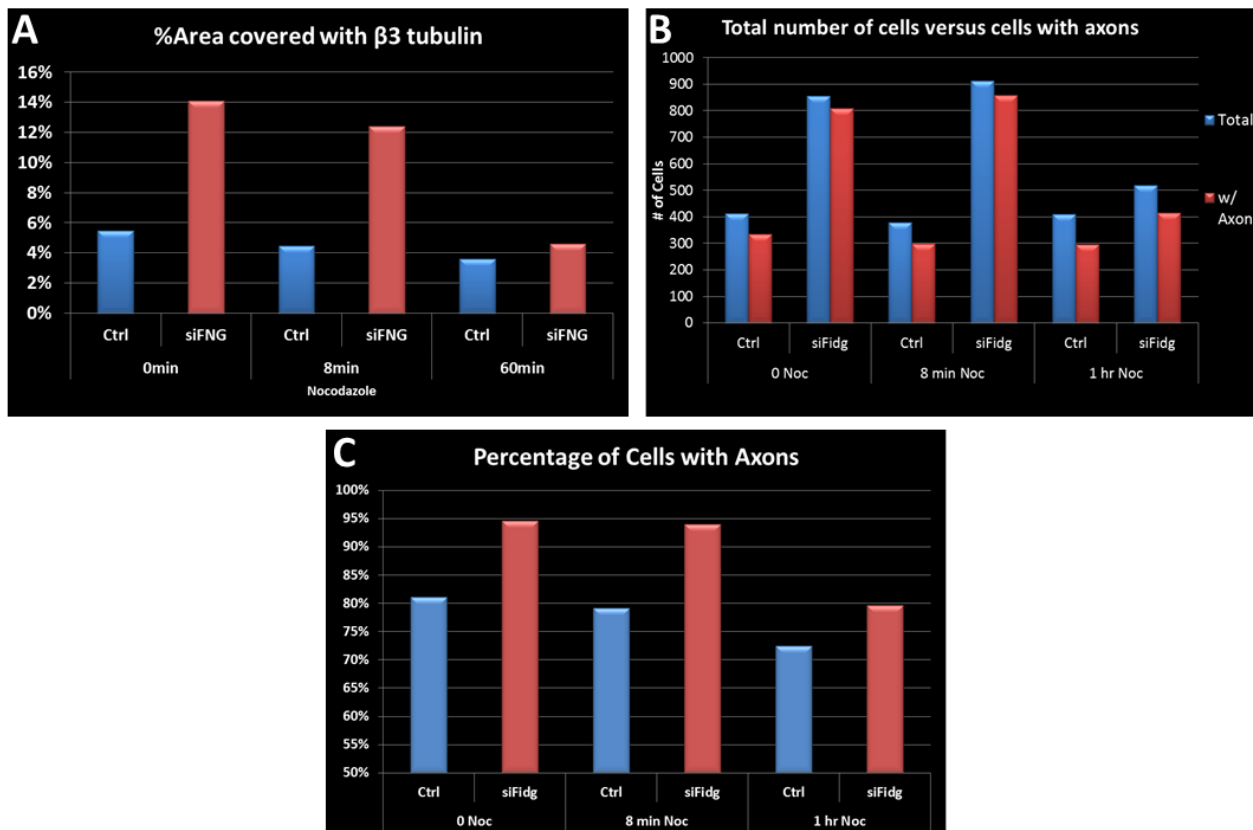 A
%Area covered with β3 tubulin
16%
14%
12%
10%
8%
6%
4%
2%
0%
Ctrl siFNG Ctrl siFNG Ctrl siFNG
0min 8min 60min
Nocodazole
B
Total number of cells versus cells with axons
# of Cells
1000
900
800
700
600
500
400
300
200
100
0
Ctrl siFidg Ctrl siFidg Ctrl siFidg
0 Noc 8 min Noc 1 hr Noc
Total
w/
Axon
C
Percentage of Cells with Axons
100%
95%
90%
85%
80%
75%
70%
65%
60%
55%
50%
Ctrl siFidg Ctrl siFidg Ctrl siFidg
0 Noc 8 min Noc 1 hr Noc